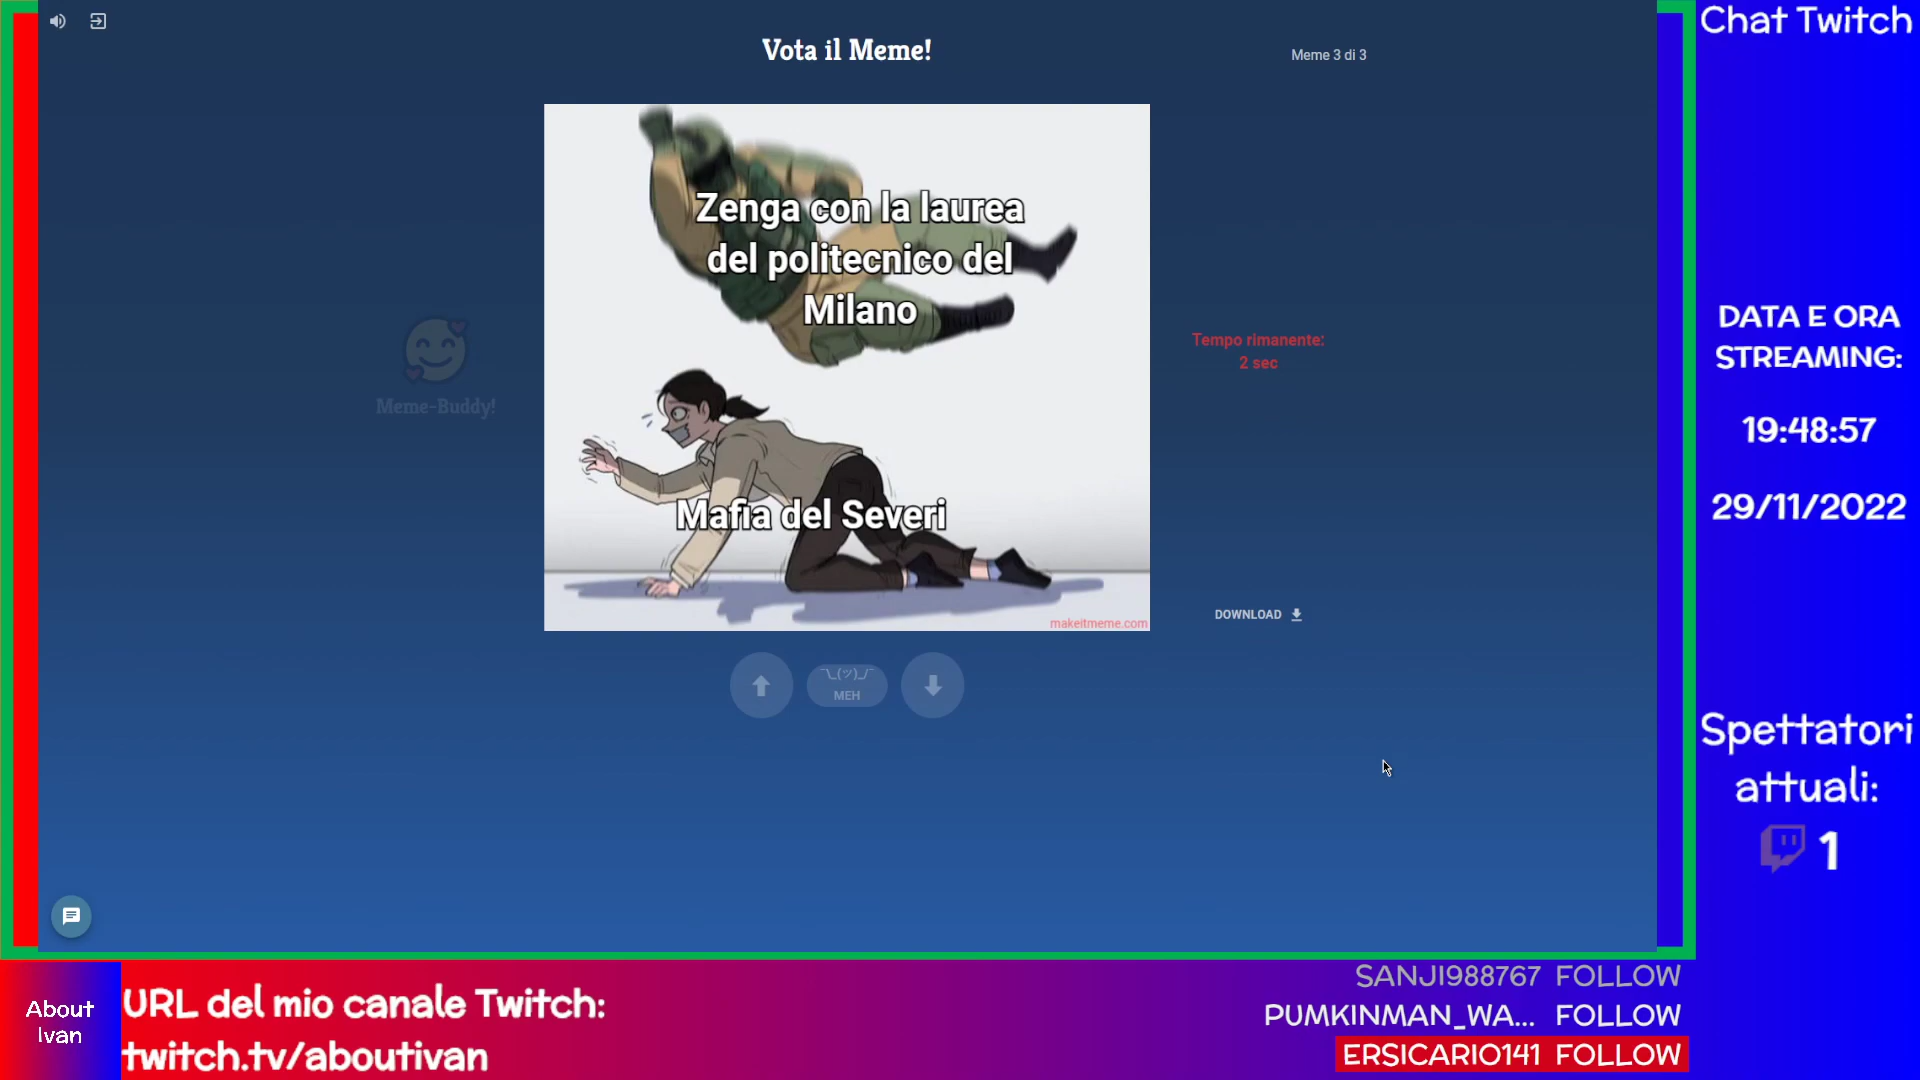 Vota il Meme!
Meme 3 di 3
Zenga con la laurea
del politecnico del
Milano
Mafia del Severi
makeitmeme.com
Meme-Buddy!
Tempo rimanente:
2 sec
DOWNLOAD
¯\_(ツ)_/¯
MEH
Chat Twitch
DATA E ORA
STREAMING:
19:48:57
29/11/2022
Spettatori
attuali:
1
About
Ivan
URL del mio canale Twitch:
twitch.tv/aboutivan
SANJI988767 FOLLOW
PUMKINMAN_WA... FOLLOW
ERSICARIO141 FOLLOW